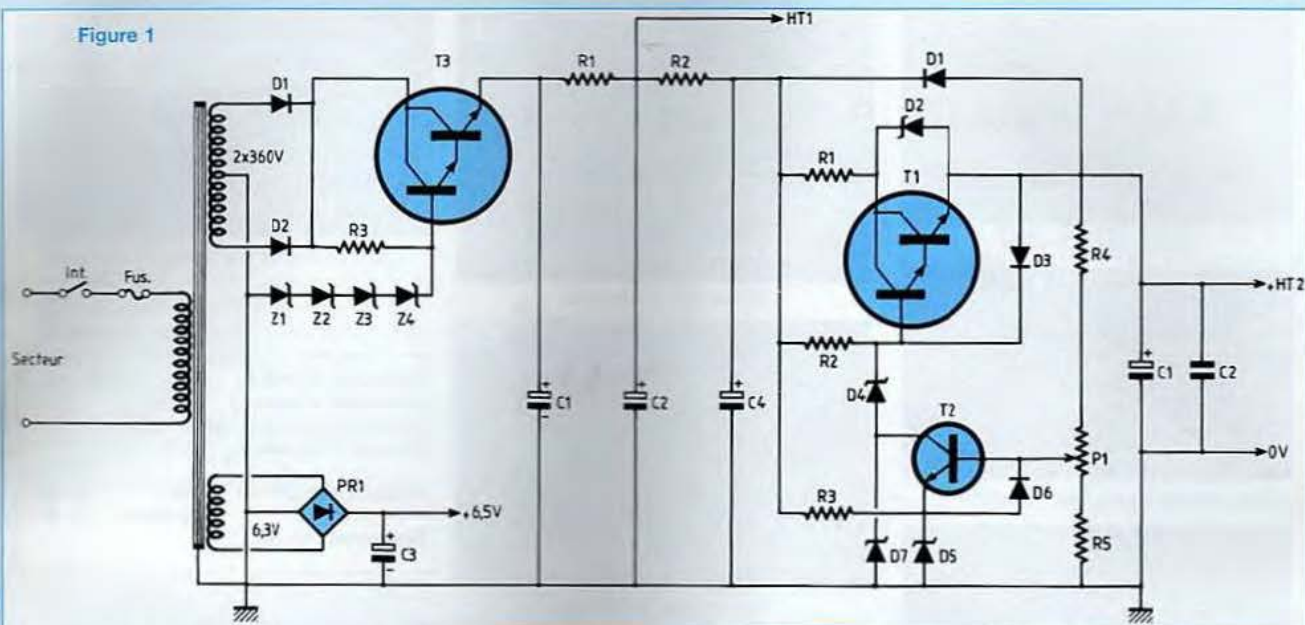 Figure 1
HT1
T3
R1
R2
D1
D1
D2
2x360V
R1
T1
D2
R3
D3
R4
Int.
Fus.
Z1
Z2
Z3
Z4
+HT2
Secteur
R2
C1
C2
C4
D4
C1
C2
T2
PR1
P1
0V
6,3V
+6,5V
R3
D6
C3
D7
D5
R5
+
-
+
-
+
+
+